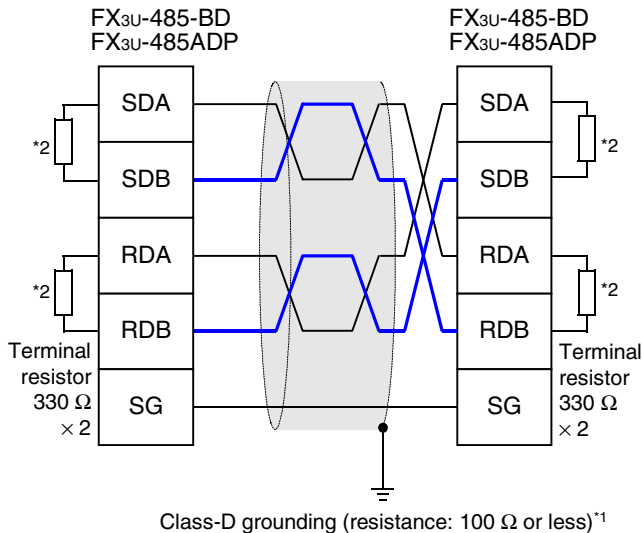 FX3U-485-BD
FX3U-485ADP
FX3U-485-BD
FX3U-485ADP
SDA
SDB
RDA
RDB
SG
*2
*2
Terminal
resistor
330 Ω
× 2
SDA
SDB
RDA
RDB
SG
*2
*2
Terminal
resistor
330 Ω
× 2
Class-D grounding (resistance: 100 Ω or less)*1